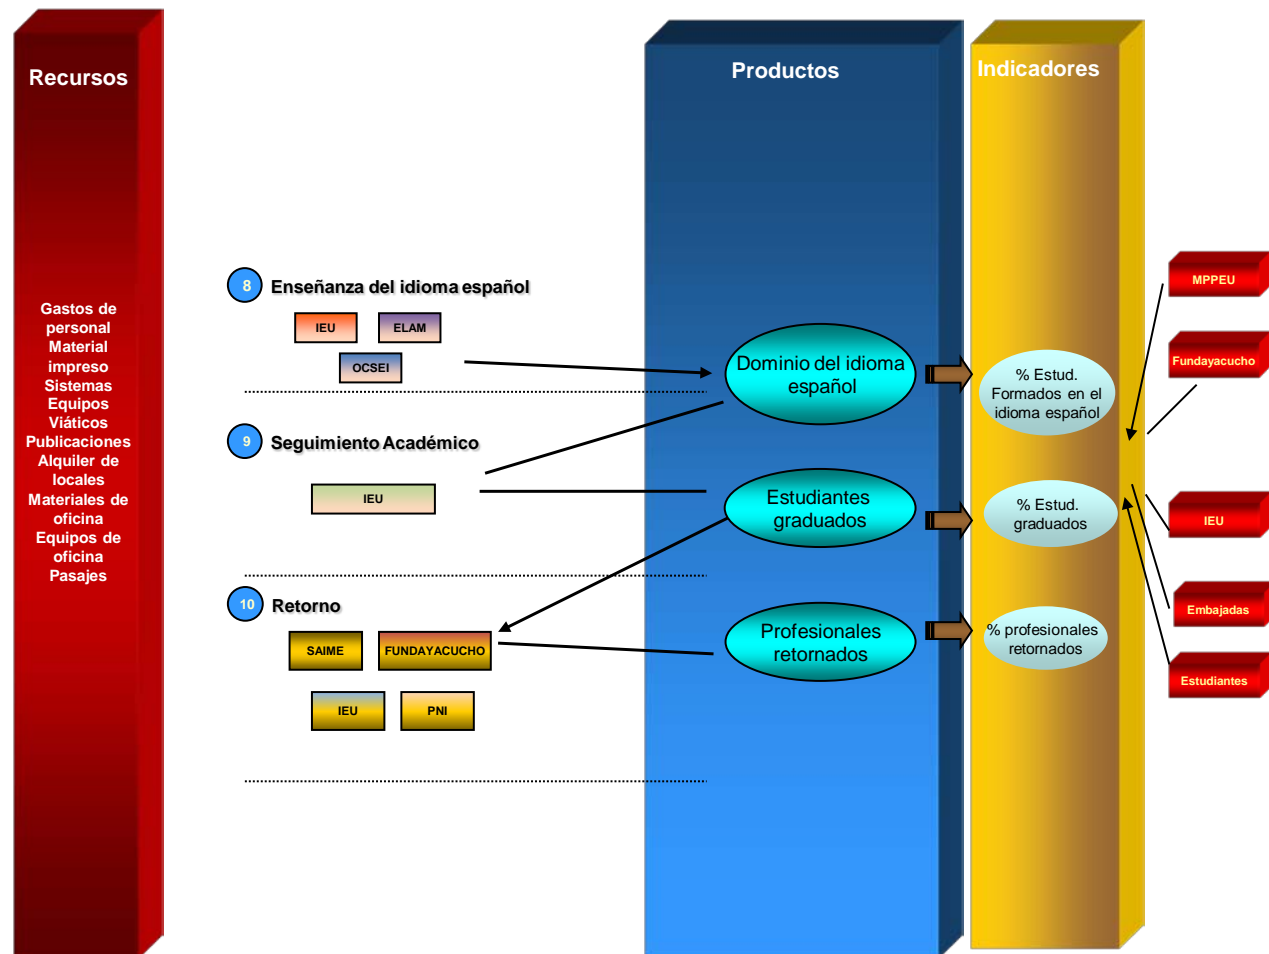 Recursos
Gastos de
personal
Material
impreso
Sistemas
Equipos
Viáticos
Publicaciones
Alquiler de
locales
Materiales de
oficina
Equipos de
oficina
Pasajes
8 Enseñanza del idioma español
IEU ELAM
OCSEI
9 Seguimiento Académico
IEU
10 Retorno
SAIME FUNDAYACUCHO
IEU PNI
Productos
Dominio del idioma
español
Estudiantes
graduados
Profesionales
retornados
Indicadores
% Estud.
Formados en el
idioma español
% Estud.
graduados
% profesionales
retornados
MPPEU
Fundayacucho
IEU
Embajadas
Estudiantes